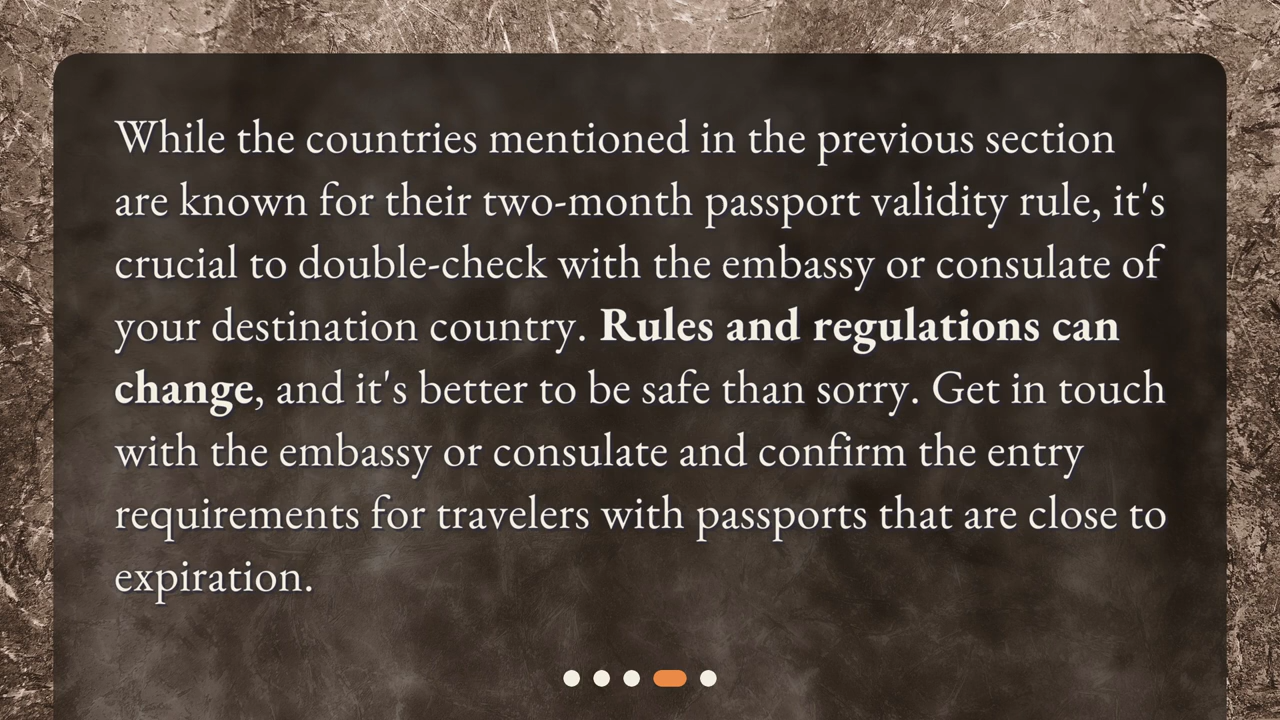 While the countries mentioned in the previous section
are known for their two-month passport validity rule, it's
crucial to double-check with the embassy or consulate of
your destination country. Rules and regulations can
change, and it's better to be safe than sorry. Get in touch
with the embassy or consulate and confirm the entry
requirements for travelers with passports that are close to
expiration.